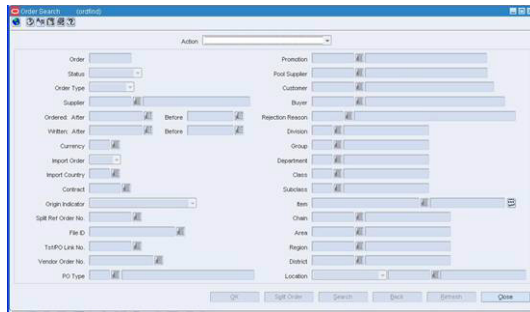 Order Search (ordfind)
Action
Order
Status
Order Type
Supplier
Ordered: After Before
Written: After Before
Currency
Import Order
Import Country
Contract
Origin Indicator
Split Ref Order No.
File ID
Tsf/PO Link No.
Vendor Order No.
PO Type
Promotion
Pool Supplier
Customer
Buyer
Rejection Reason
Division
Group
Department
Class
Subclass
Item
Chain
Area
Region
District
Location
OK Split Order Search Back Refresh Close